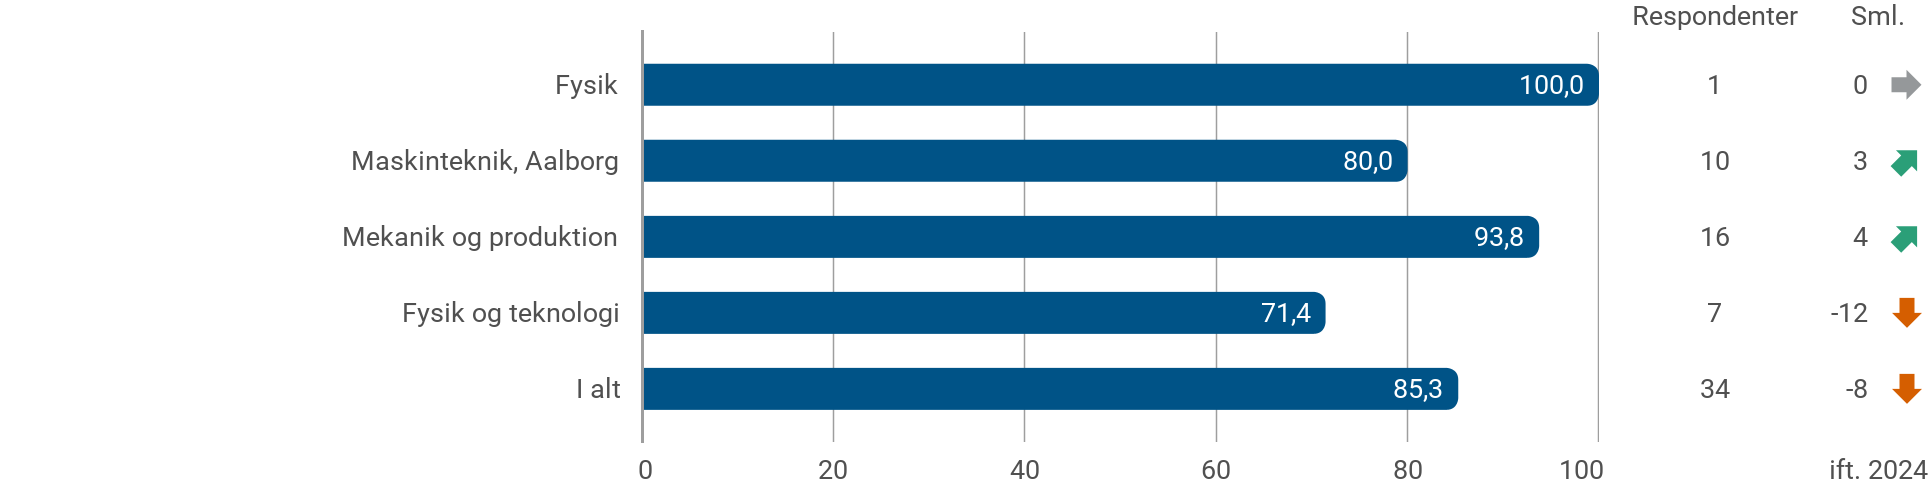 Respondenter Sml.
Fysik 100,0 1 0
Maskinteknik, Aalborg 80,0 10 3
Mekanik og produktion 93,8 16 4
Fysik og teknologi 71,4 7 -12
I alt 85,3 34 -8
0 20 40 60 80 100 ift. 2024